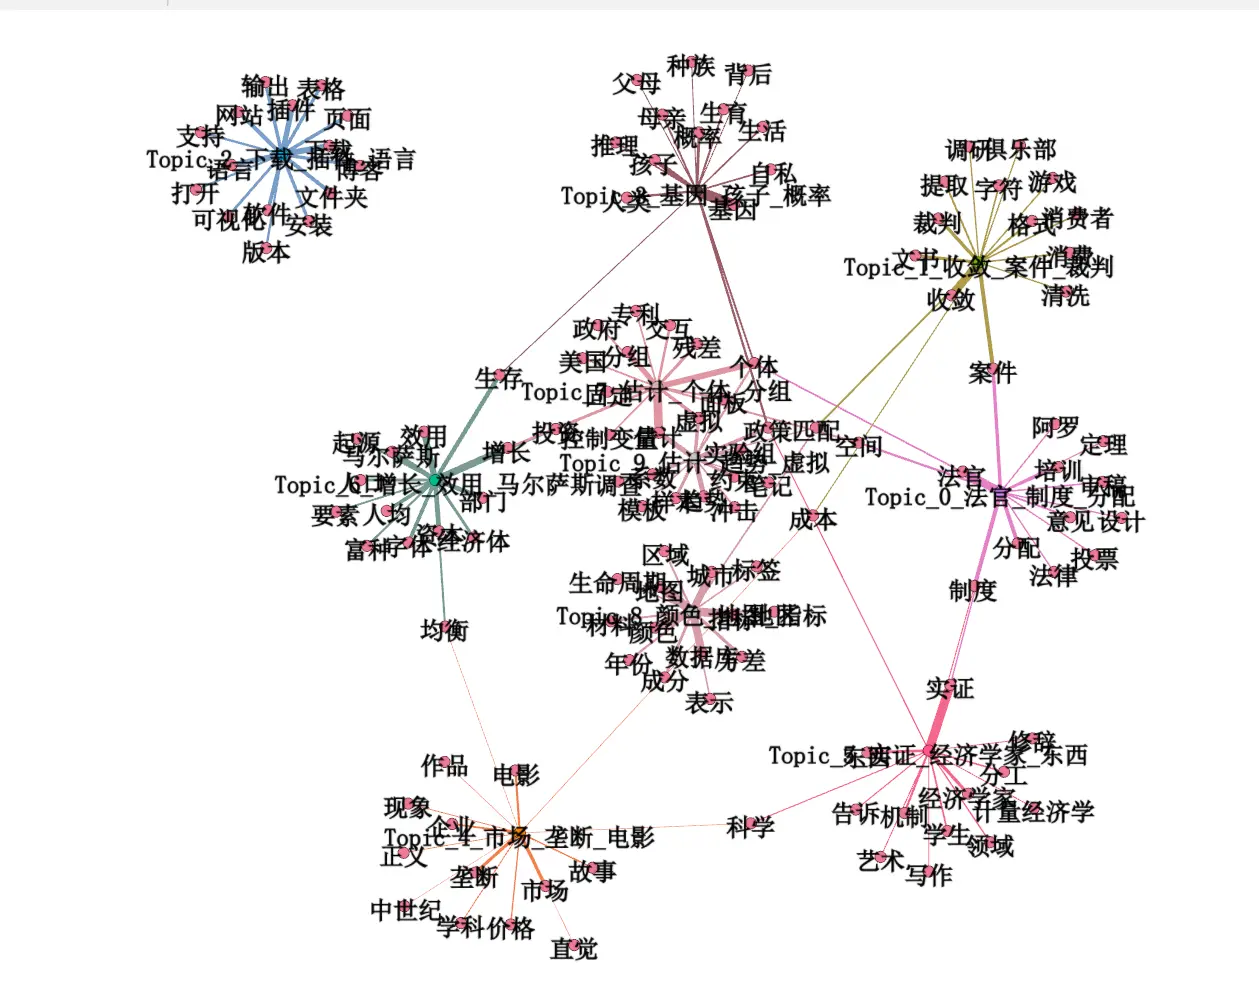 输出
表格
网站
插件
页面
支持
下载
Topic_2_下载_插件_语言
语言
博客
打开
文件夹
可视化
软件
安装
版本
种族
父母
背后
母亲
生育
概率
生活
推理
孩子
自私
Topic_3_基因_孩子_概率
人类
基因
调研
俱乐部
提取
字符
游戏
裁判
格式
消费者
文书
消费
Topic_1_收敛_案件_裁判
收敛
清洗
案件
专利
政府
交互
美国
分组
残差
个体
生存
Topic_7_估计_个体_分组
固定
面板
虚拟
投资
控制变量
估计
政策
匹配
空间
实验组
Topic_9_估计_趋势_虚拟
系数
约束
笔记
调查
模板
样本
趋势
冲击
成本
起源
效用
马尔萨斯
增长
人口
Topic_6_增长_效用_马尔萨斯
部门
要素
人均
资本
富种
字体
经济体
均衡
阿罗
定理
法官
培训
审稿
Topic_0_法官_制度_分配
意见
设计
分配
投票
法律
制度
区域
生命周期
地图
城市
标签
Topic_8_颜色_地图_指标
指标
地区
材料
颜色
数据库
方差
年份
成分
表示
实证
修辞
Topic_5_实证_经济学家_东西
东西
分工
经济学家
计量经济学
告诉
机制
学生
领域
艺术
写作
科学
作品
电影
现象
企业
Topic_4_市场_垄断_电影
正义
垄断
故事
市场
中世纪
学科
价格
直觉